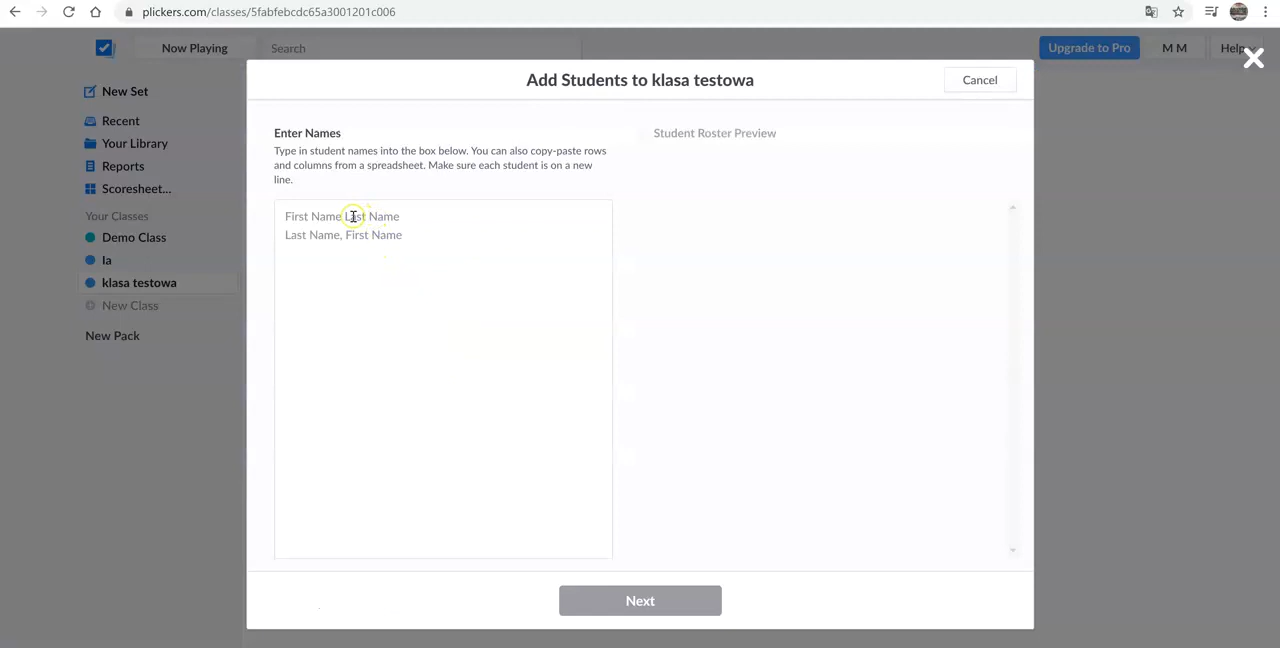 plickers.com/classes/5fabfebcdc65a3001201c006
Now Playing
Search
Upgrade to Pro
M M
Help
New Set
Recent
Your Library
Reports
Scoresheet...
Your Classes
Demo Class
Ia
klasa testowa
New Class
New Pack
Add Students to klasa testowa
Cancel
Enter Names
Type in student names into the box below. You can also copy-paste rows
and columns from a spreadsheet. Make sure each student is on a new
line.
First Name Last Name
Last Name, First Name
Student Roster Preview
Next